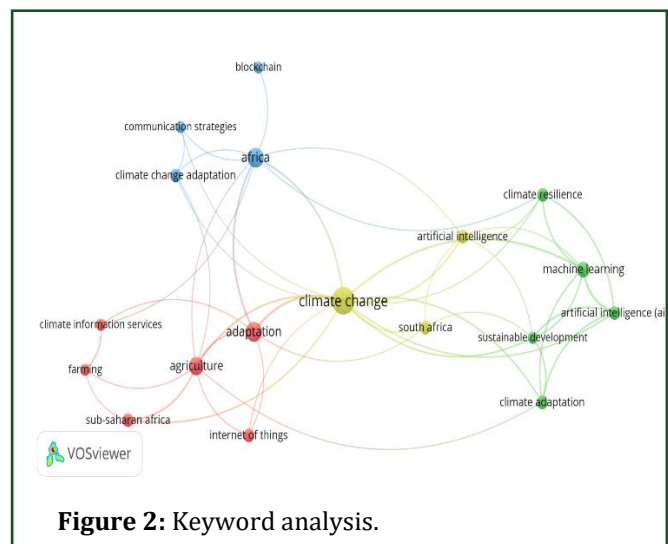 blockchain
communication strategies
africa
climate change adaptation
climate resilience
artificial intelligence
machine learning
climate change
artificial intelligence (ai
climate information services
adaptation
south africa
sustainable development
farming
agriculture
climate adaptation
sub-saharan africa
internet of things
VOSviewer
Figure 2: Keyword analysis.